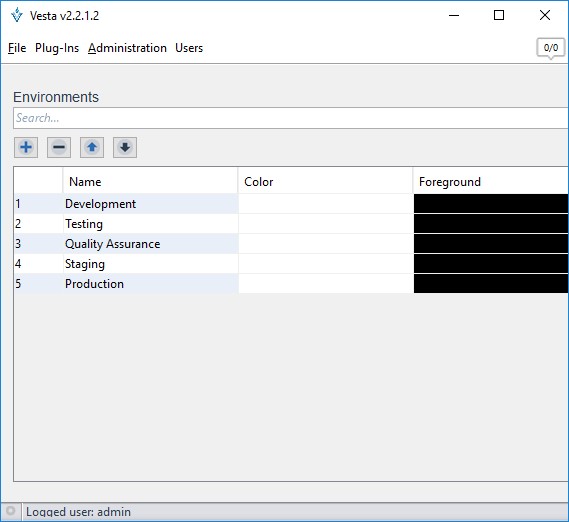 Vesta v2.2.1.2
File Plug-Ins Administration Users 0/0
Environments
Search...
Name Color Foreground
1 Development
2 Testing
3 Quality Assurance
4 Staging
5 Production
Logged user: admin